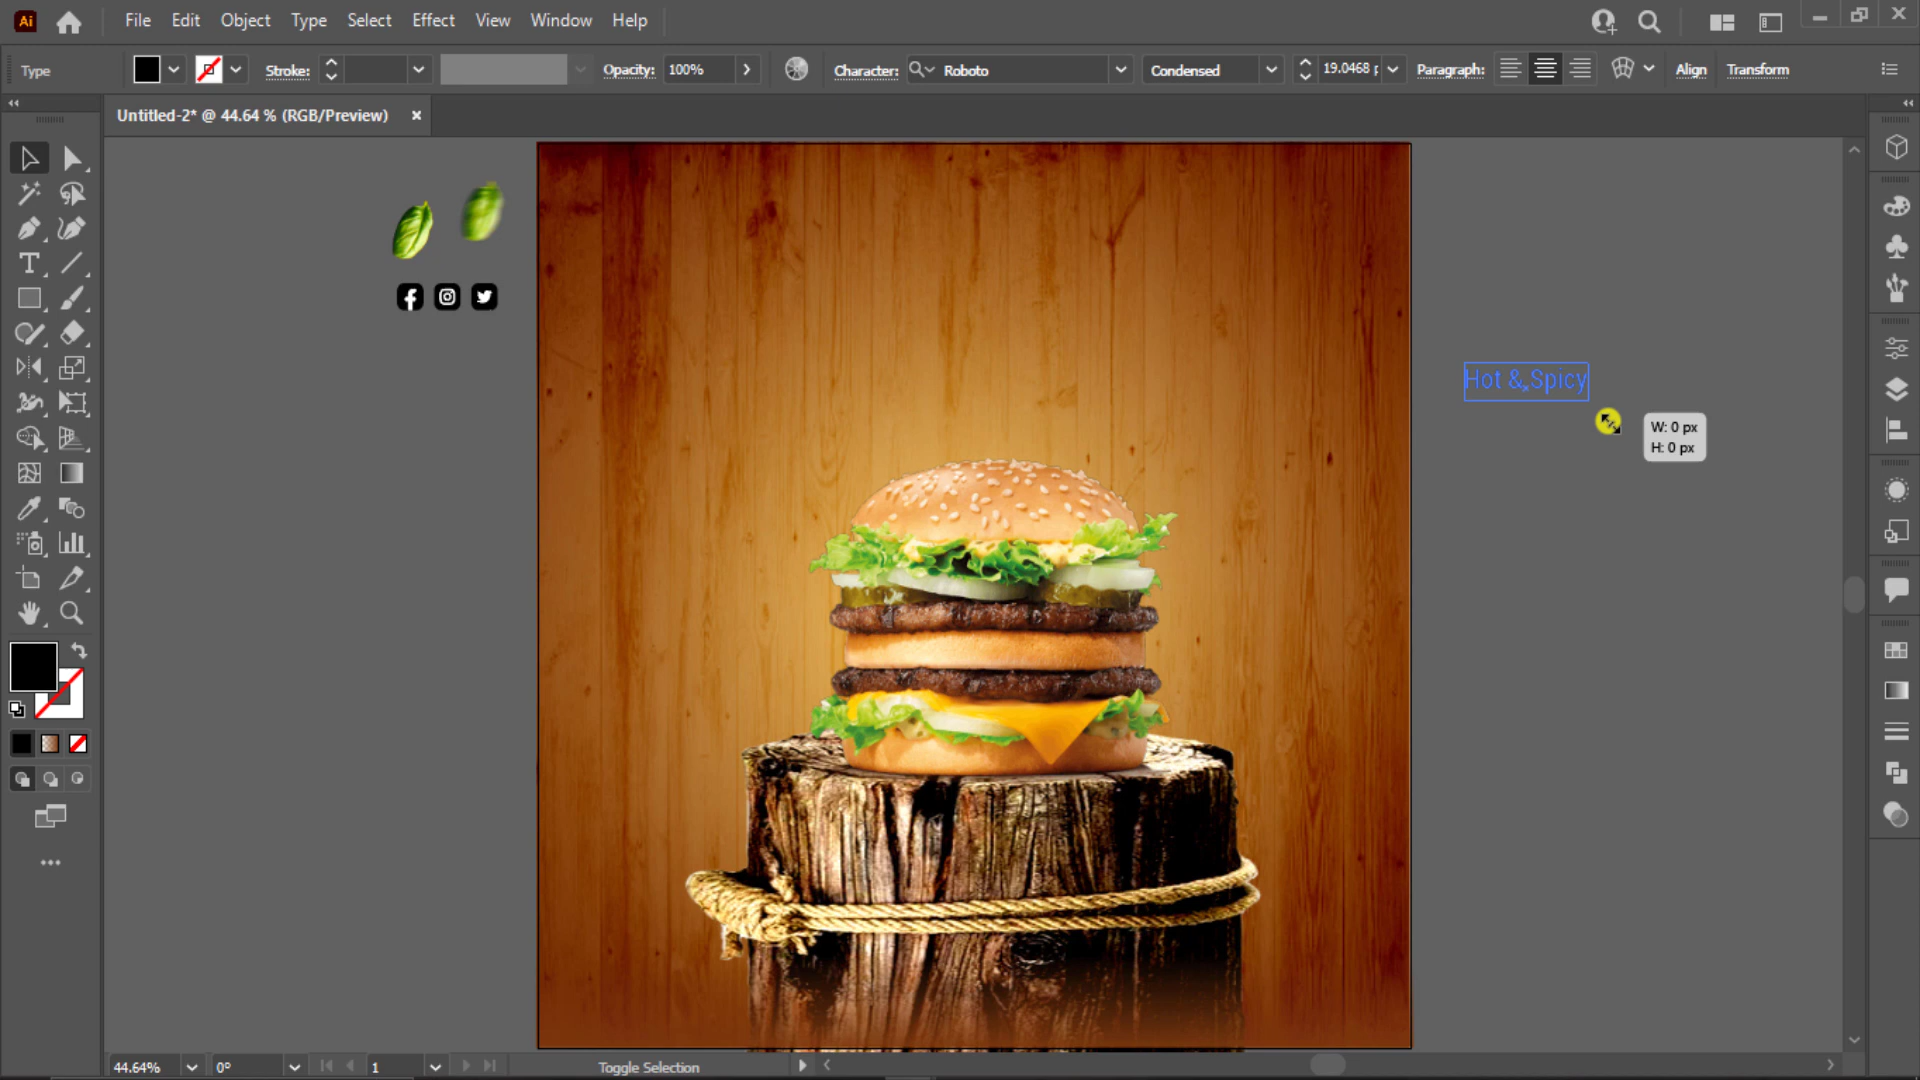 Ai
File Edit Object Type Select Effect View Window Help
Type
Stroke:
Opacity: 100%
Character: Roboto
Condensed
19.0468 p
Paragraph:
Align
Transform
Untitled-2* @ 44.64 % (RGB/Preview) ×
Hot & Spicy
W: 0 px
H: 0 px
44.64%
0°
1
Toggle Selection